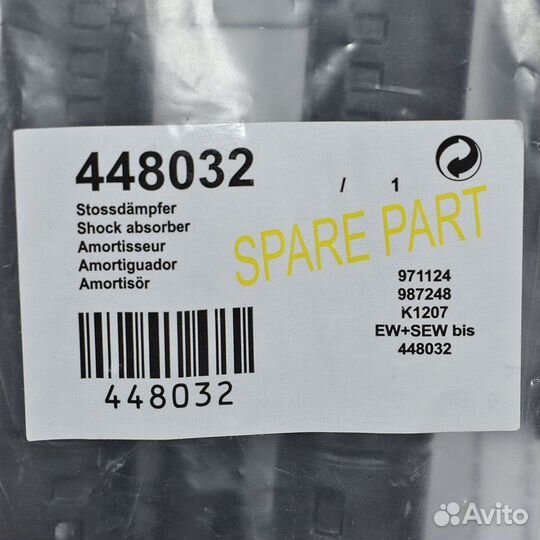 448032
/ 1
Stossdämpfer
Shock absorber
Amortisseur
Amortiguador
Amortisör
SPARE PART
971124
987248
K1207
EW+SEW bis
448032
448032
Avito